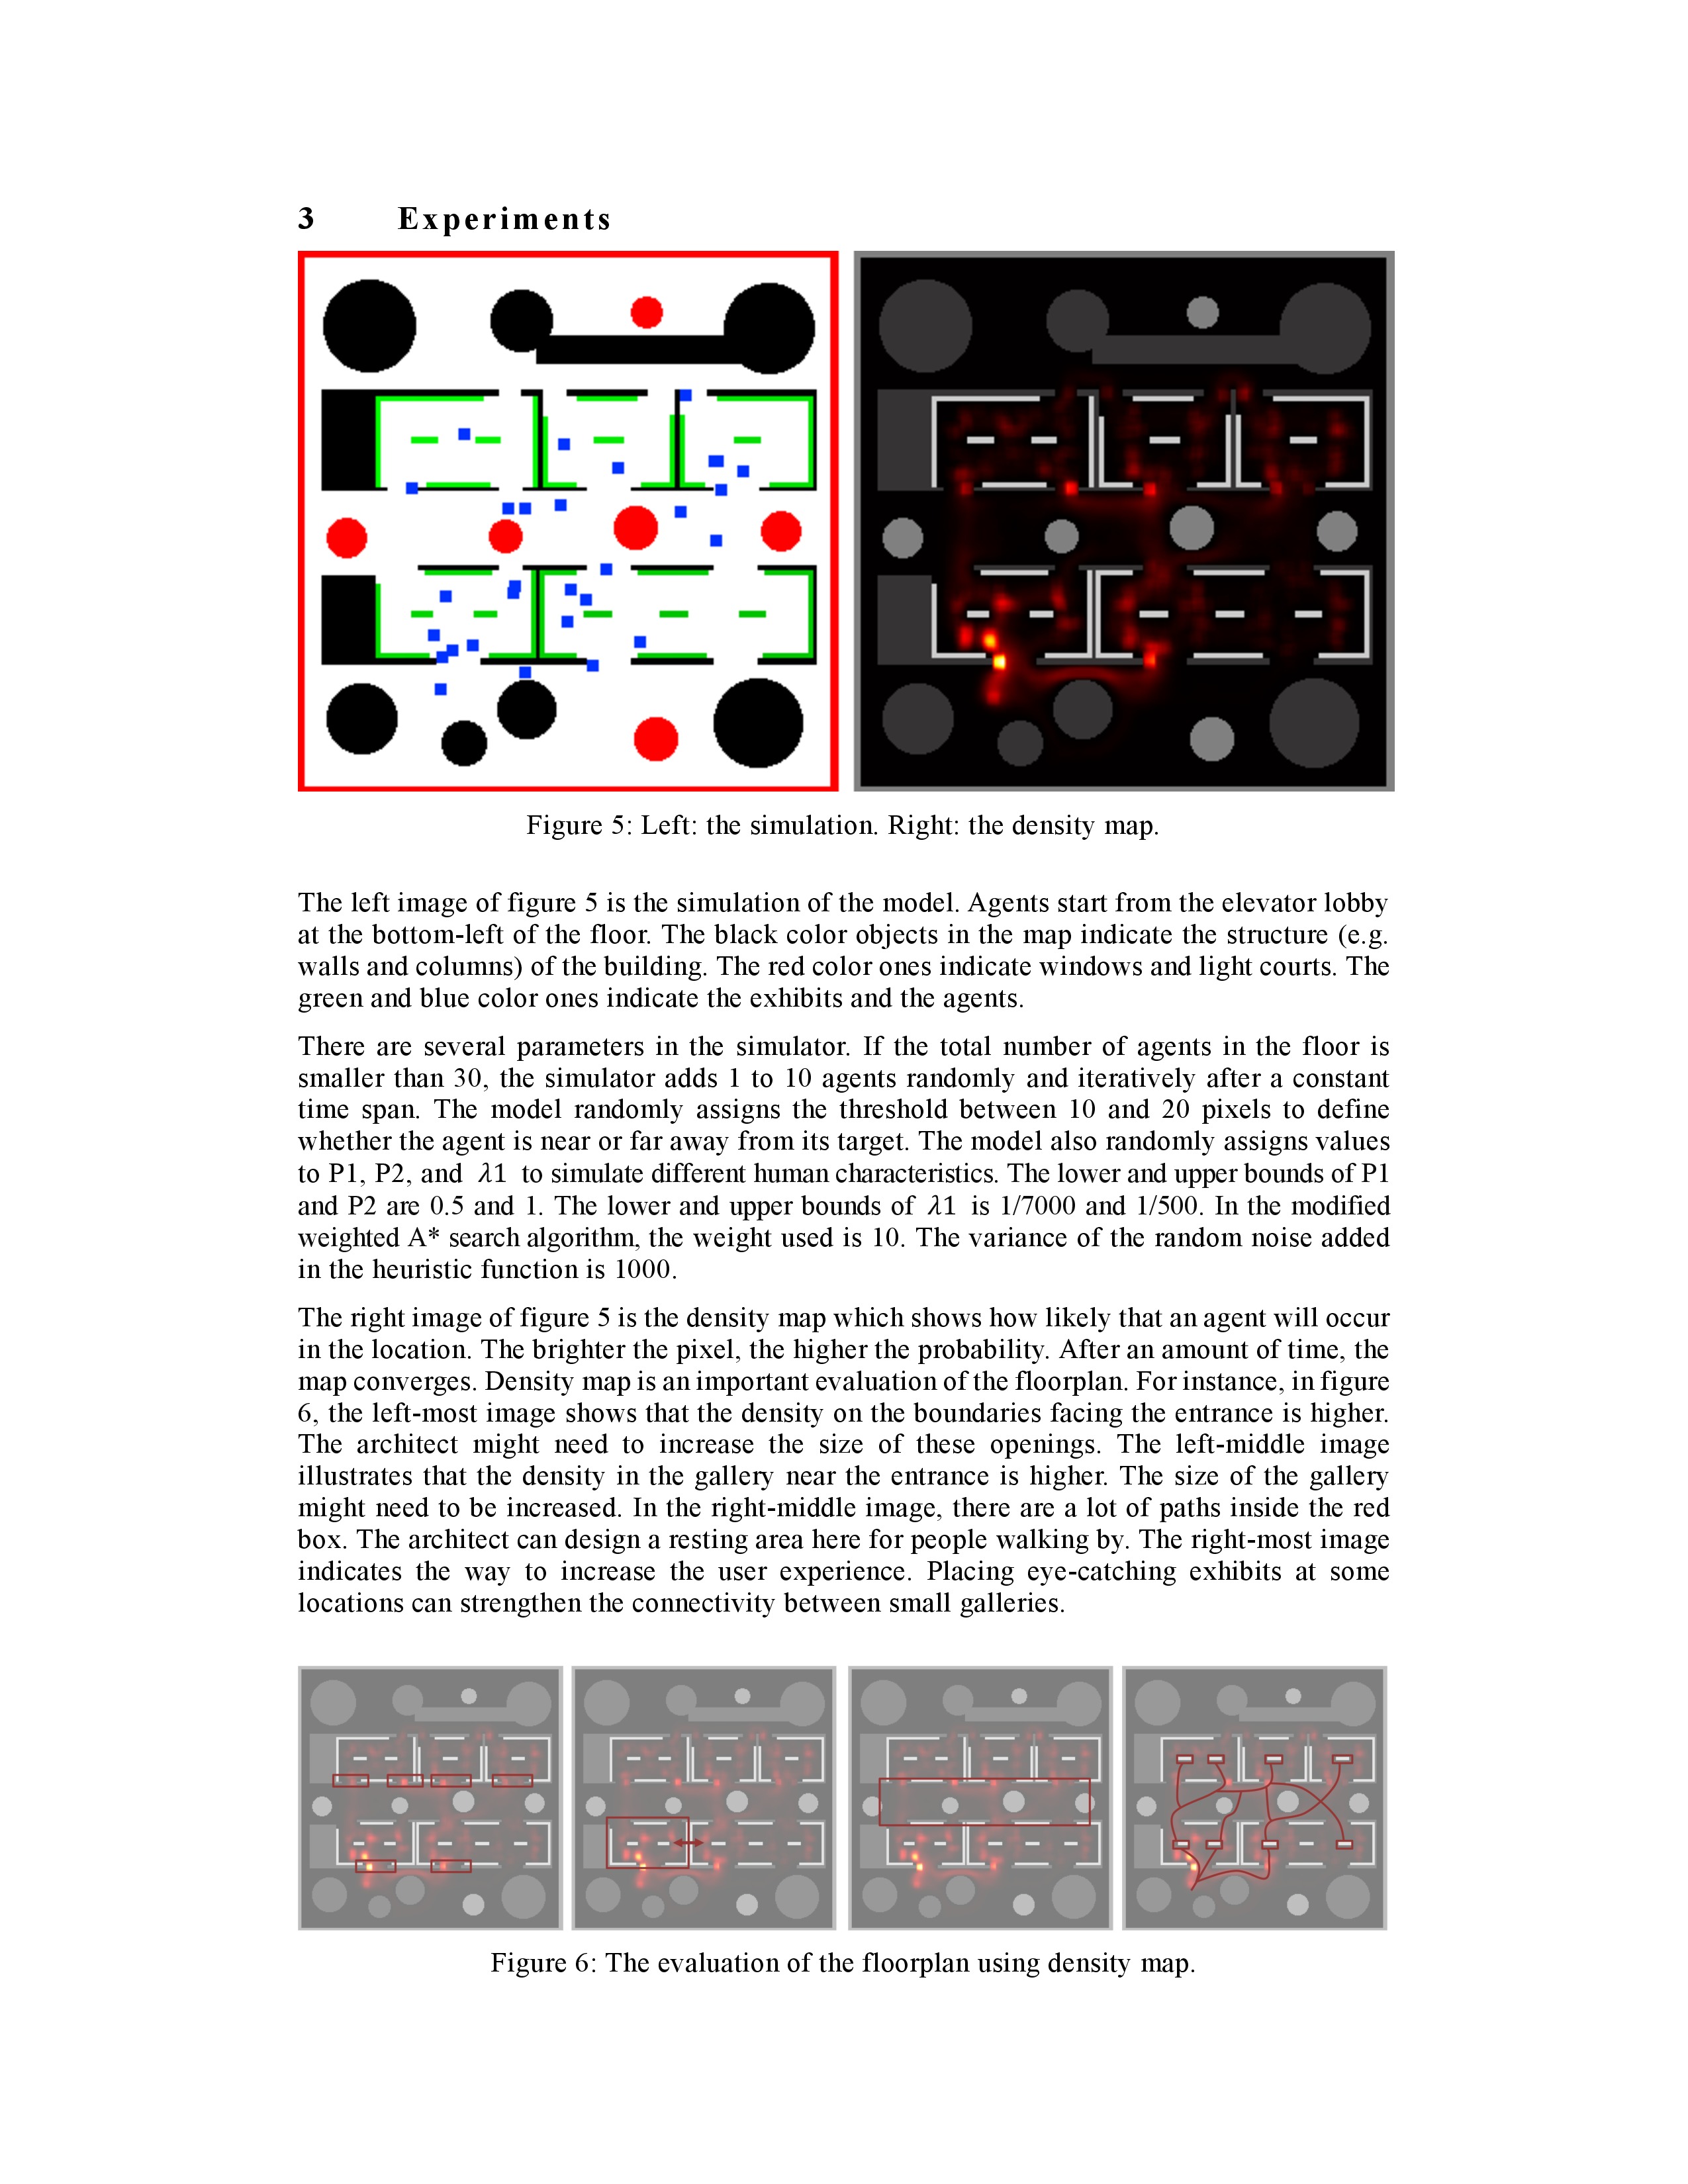 3 Experiments
Figure 5: Left: the simulation. Right: the density map.
The left image of figure 5 is the simulation of the model. Agents start from the elevator lobby
at the bottom-left of the floor. The black color objects in the map indicate the structure (e.g.
walls and columns) of the building. The red color ones indicate windows and light courts. The
green and blue color ones indicate the exhibits and the agents.
There are several parameters in the simulator. If the total number of agents in the floor is
smaller than 30, the simulator adds 1 to 10 agents randomly and iteratively after a constant
time span. The model randomly assigns the threshold between 10 and 20 pixels to define
whether the agent is near or far away from its target. The model also randomly assigns values
to P1, P2, and λ1 to simulate different human characteristics. The lower and upper bounds of P1
and P2 are 0.5 and 1. The lower and upper bounds of λ1 is 1/7000 and 1/500. In the modified
weighted A* search algorithm, the weight used is 10. The variance of the random noise added
in the heuristic function is 1000.
The right image of figure 5 is the density map which shows how likely that an agent will occur
in the location. The brighter the pixel, the higher the probability. After an amount of time, the
map converges. Density map is an important evaluation of the floorplan. For instance, in figure
6, the left-most image shows that the density on the boundaries facing the entrance is higher.
The architect might need to increase the size of these openings. The left-middle image
illustrates that the density in the gallery near the entrance is higher. The size of the gallery
might need to be increased. In the right-middle image, there are a lot of paths inside the red
box. The architect can design a resting area here for people walking by. The right-most image
indicates the way to increase the user experience. Placing eye-catching exhibits at some
locations can strengthen the connectivity between small galleries.
Figure 6: The evaluation of the floorplan using density map.